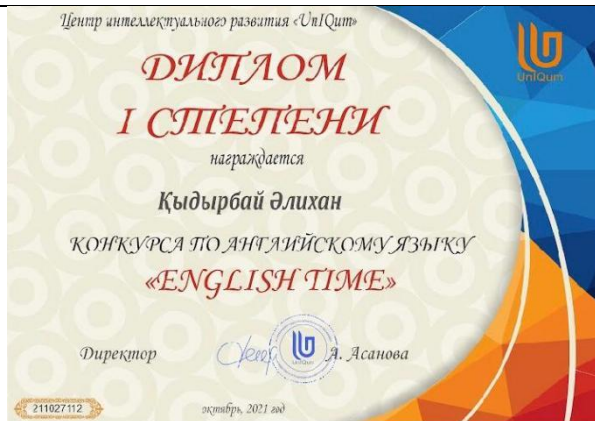 Центр интеллектуального развития «UnIQum»
UnIQum
ДИПЛОМ
I СТЕПЕНИ
награждается
Қыдырбай Әлихан
КОНКУРСА ПО АНГЛИЙСКОМУ ЯЗЫКУ
«ENGLISH TIME»
Директор
UnIQum
А. Асанова
211027112
октябрь, 2021 год